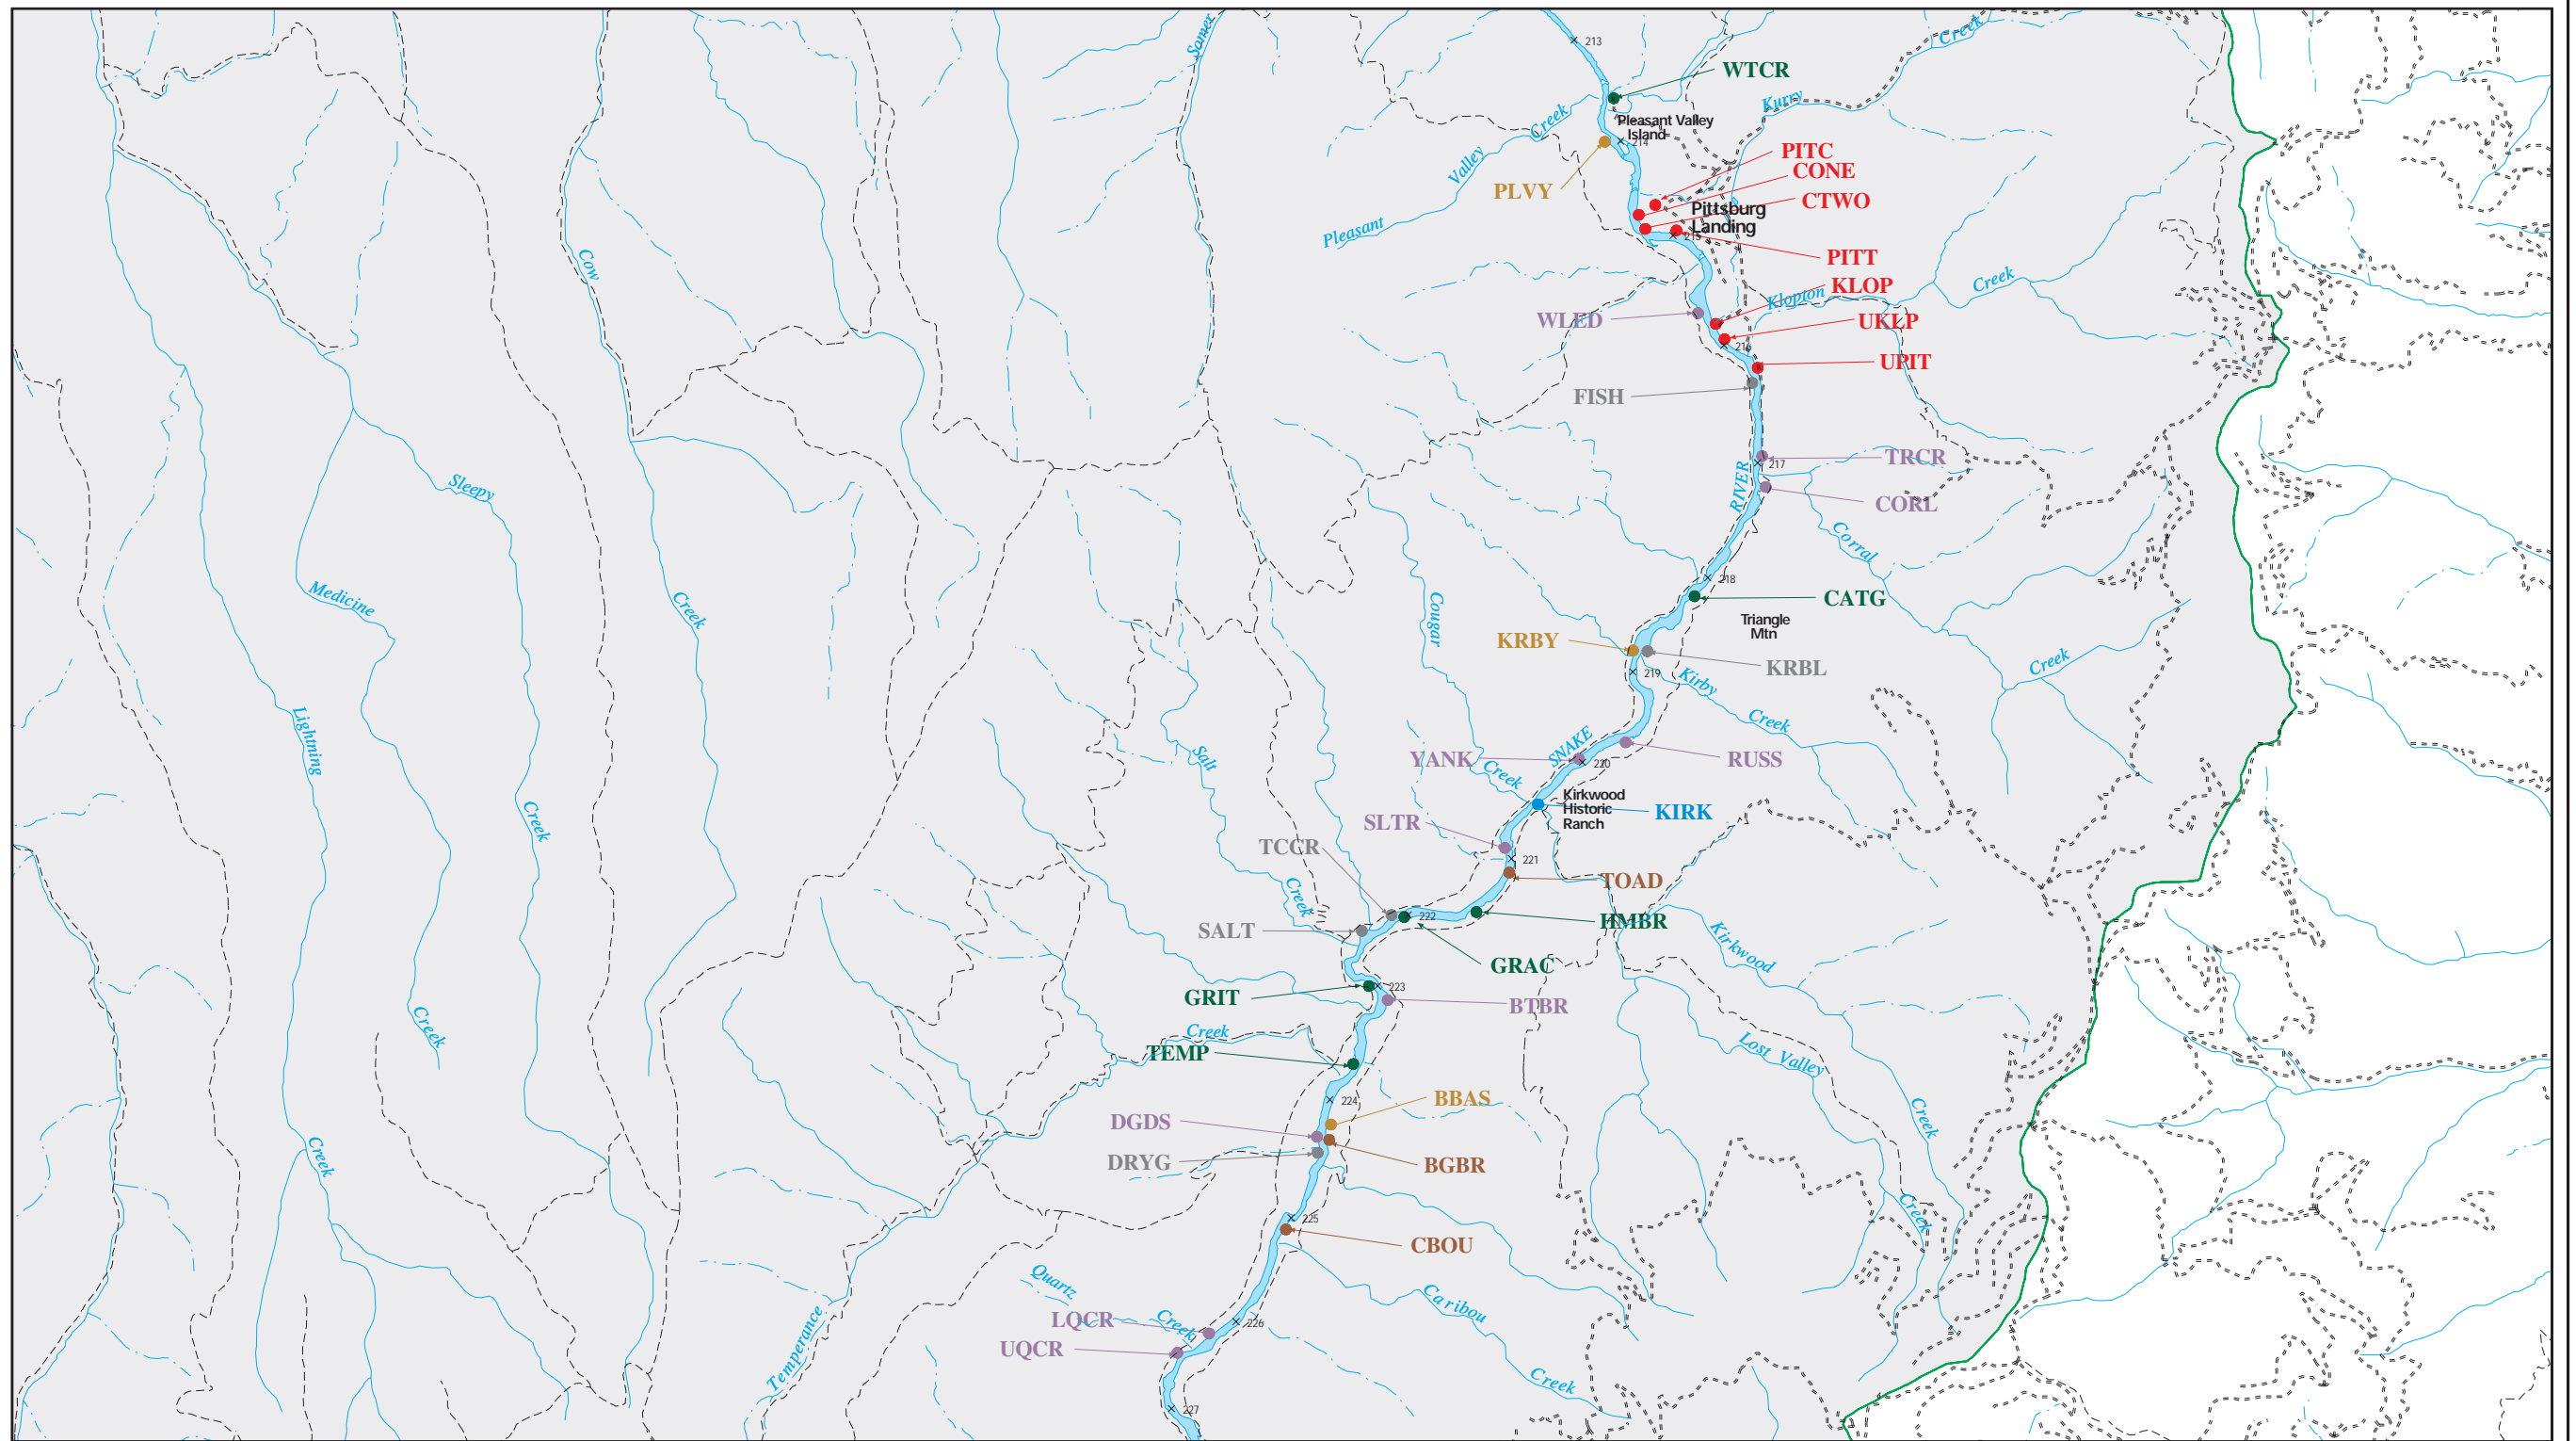 Somer
213
Creek
WTCR
Kurry
Pleasant Valley
Island
Creek
214
PITC
Valley
CONE
PLVY
CTWO
Pittsburg
Landing
Pleasant
215
PITT
Cow
Creek
KLOP
Klopton
WLED
UKLP
216
UPIT
FISH
TRCR
217
Sleepy
RIVER
CORL
Corral
218
Medicine
Creek
Cougar
CATG
Triangle
Mtn
KRBY
KRBL
Creek
219
Kirby
Creek
Lightning
SNAKE
Salt
YANK
RUSS
220
Creek
Kirkwood
Historic
Ranch
KIRK
Creek
SLTR
TCCR
221
TOAD
Creek
222
HMBR
SALT
Kirkwood
GRAC
223
GRIT
BTBR
Creek
Creek
TEMP
Lost Valley
224
BBAS
Creek
DGDS
Creek
DRYG
BGBR
Creek
225
CBOU
Quartz
Caribou
LQCR
Creek
226
UQCR
Temperance
Creek
227